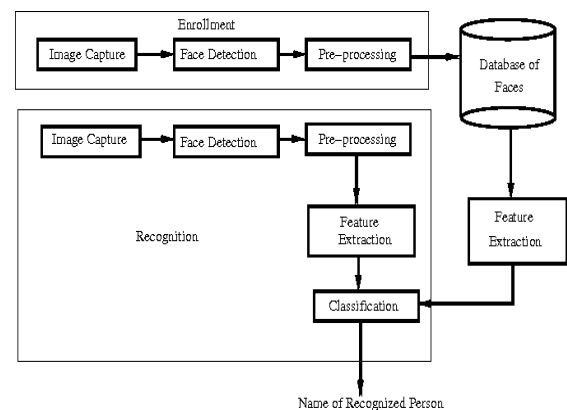 Enrollment
Image Capture
Face Detection
Pre-processing
Database of
Faces
Image Capture
Face Detection
Pre-processing
Feature
Extraction
Feature
Extraction
Recognition
Classification
Name of Recognized Person